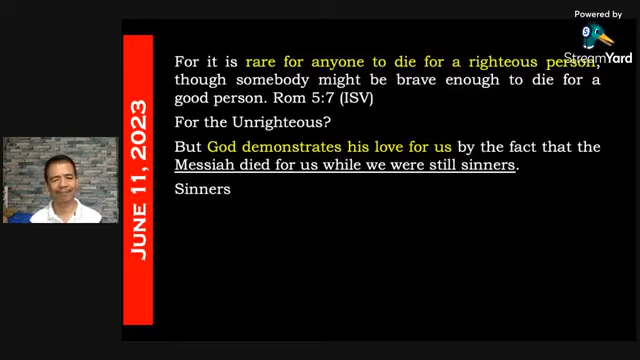 Powered by
StreamYard
For it is rare for anyone to die for a righteous person,
though somebody might be brave enough to die for a
good person. Rom 5:7 (ISV)
For the Unrighteous?
But God demonstrates his love for us by the fact that the
Messiah died for us while we were still sinners.
Sinners
JUNE 11, 2023